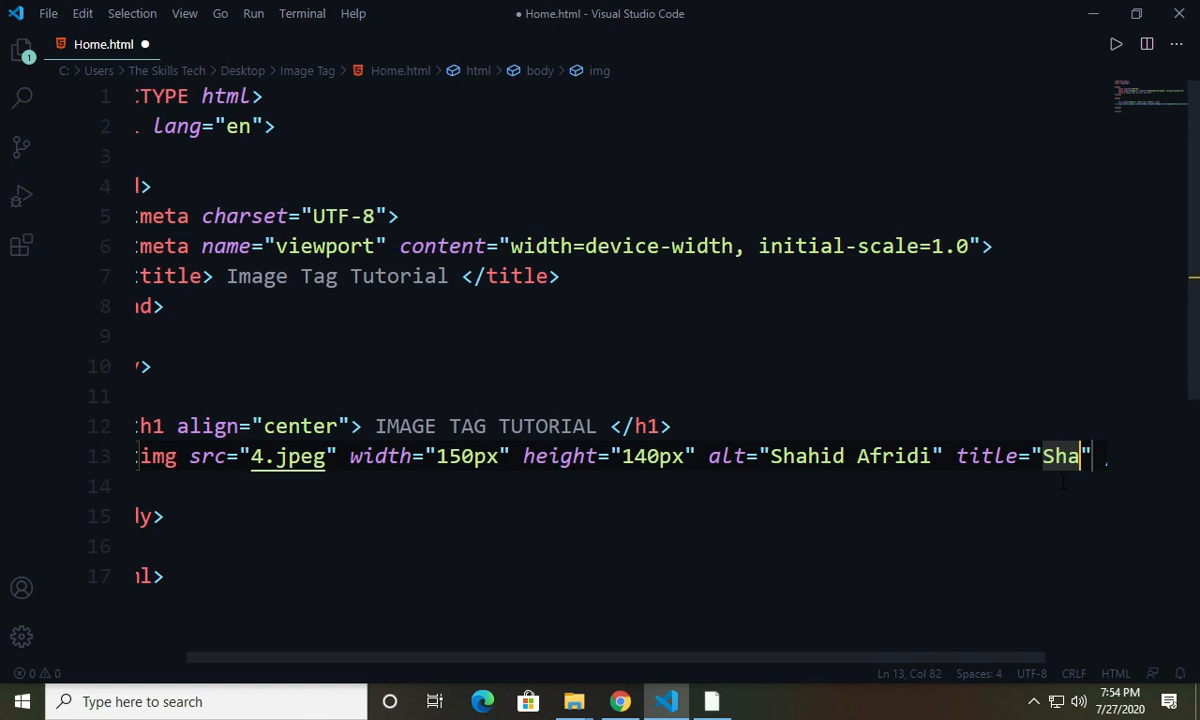 File Edit Selection View Go Run Terminal Help
● Home.html - Visual Studio Code
Home.html
C: > Users > The Skills Tech > Desktop > Image Tag > Home.html > html > body > img
1 CTYPE html>
2 lang="en">
3
4 >
5 <meta charset="UTF-8">
6 <meta name="viewport" content="width=device-width, initial-scale=1.0">
7 <title> Image Tag Tutorial </title>
8 ad>
9
10 >
11
12 <h1 align="center"> IMAGE TAG TUTORIAL </h1>
13 <img src="4.jpeg" width="150px" height="140px" alt="Shahid Afridi" title="Sha"
14
15 ly>
16
17 l>
1
0 0
Ln 13, Col 82 Spaces: 4 UTF-8 CRLF HTML
Type here to search
7:54 PM
7/27/2020